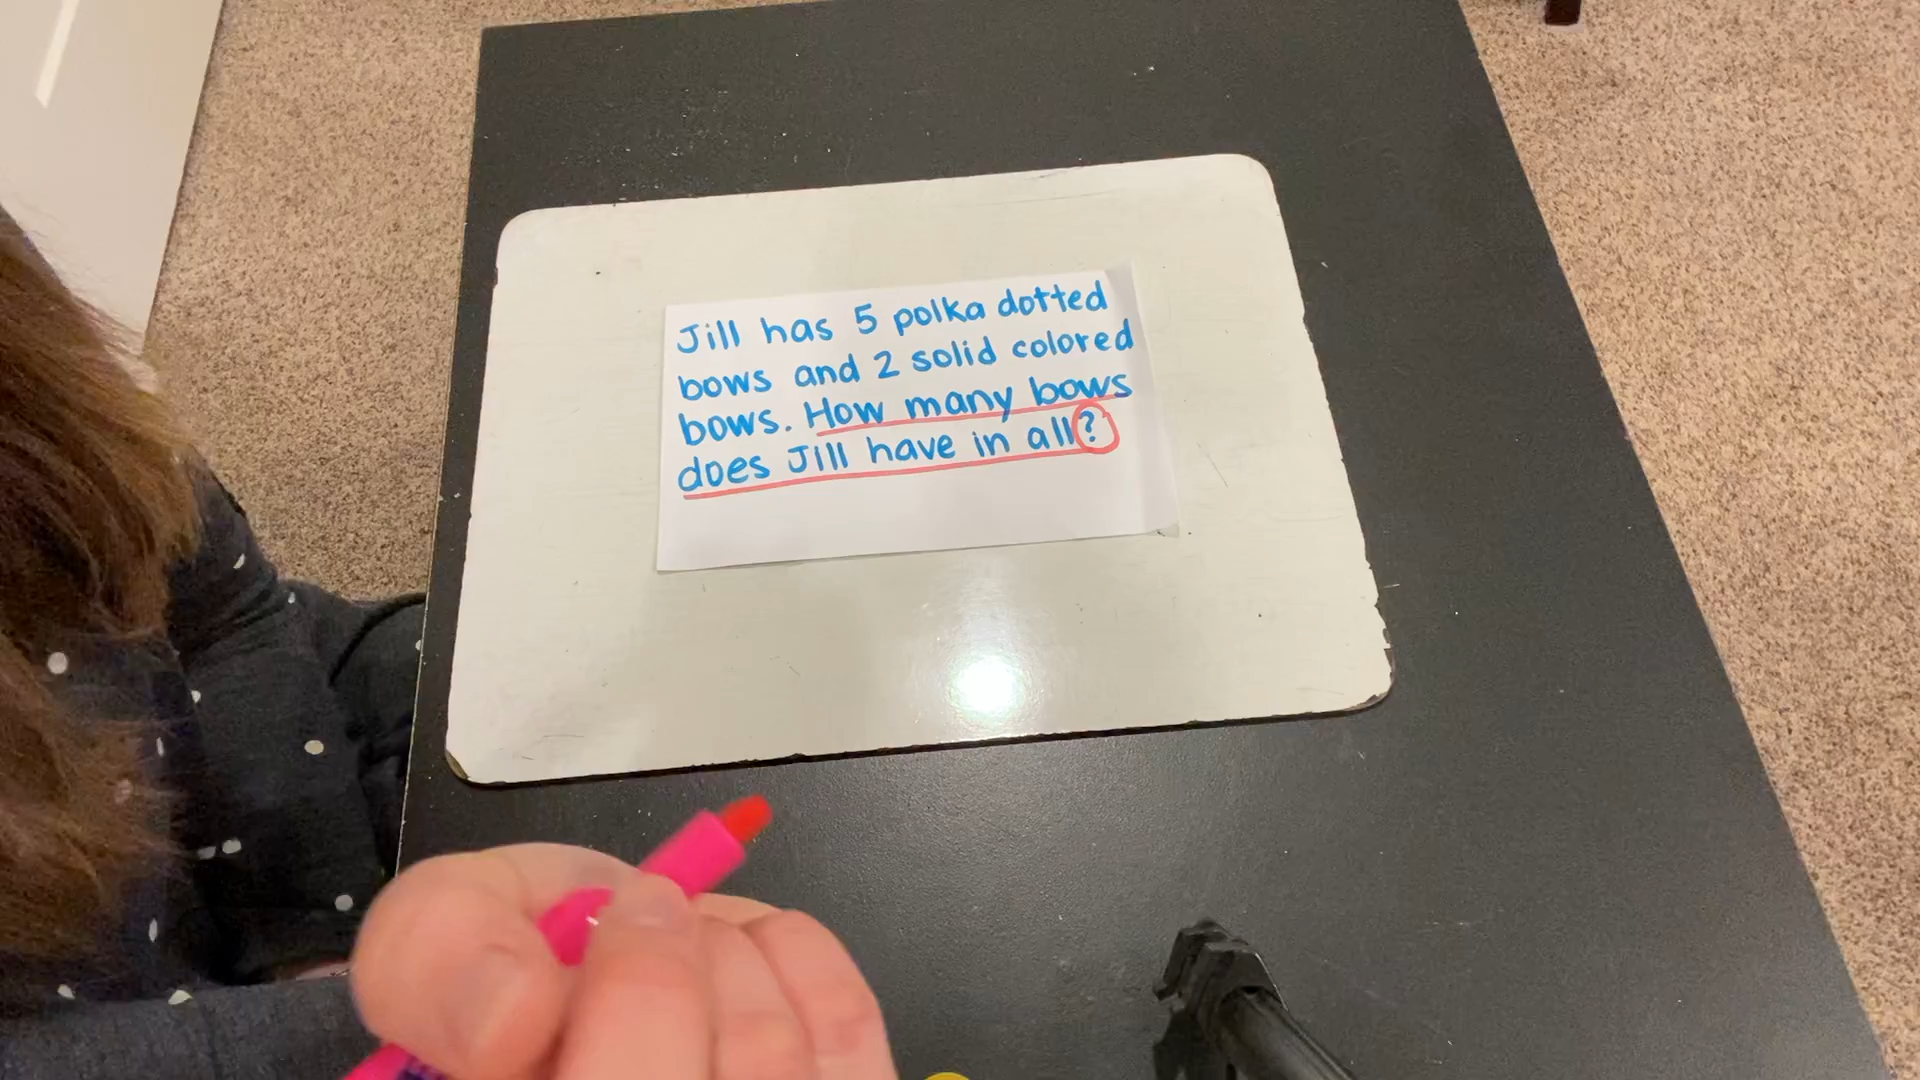 Jill has 5 polka dotted
bows and 2 solid colored
bows. How many bows
does Jill have in all?